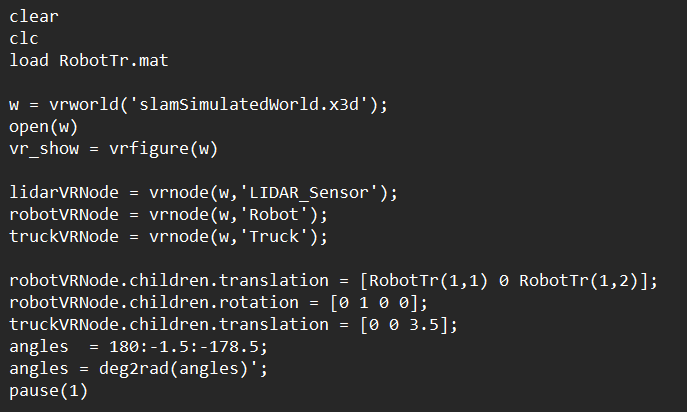 clear
clc
load RobotTr.mat

w = vrworld('slamSimulatedWorld.x3d');
open(w)
vr_show = vrfigure(w)

lidarVRNode = vrnode(w,'LIDAR_Sensor');
robotVRNode = vrnode(w,'Robot');
truckVRNode = vrnode(w,'Truck');

robotVRNode.children.translation = [RobotTr(1,1) 0 RobotTr(1,2)];
robotVRNode.children.rotation = [0 1 0 0];
truckVRNode.children.translation = [0 0 3.5];
angles  = 180:-1.5:-178.5;
angles = deg2rad(angles)';
pause(1)